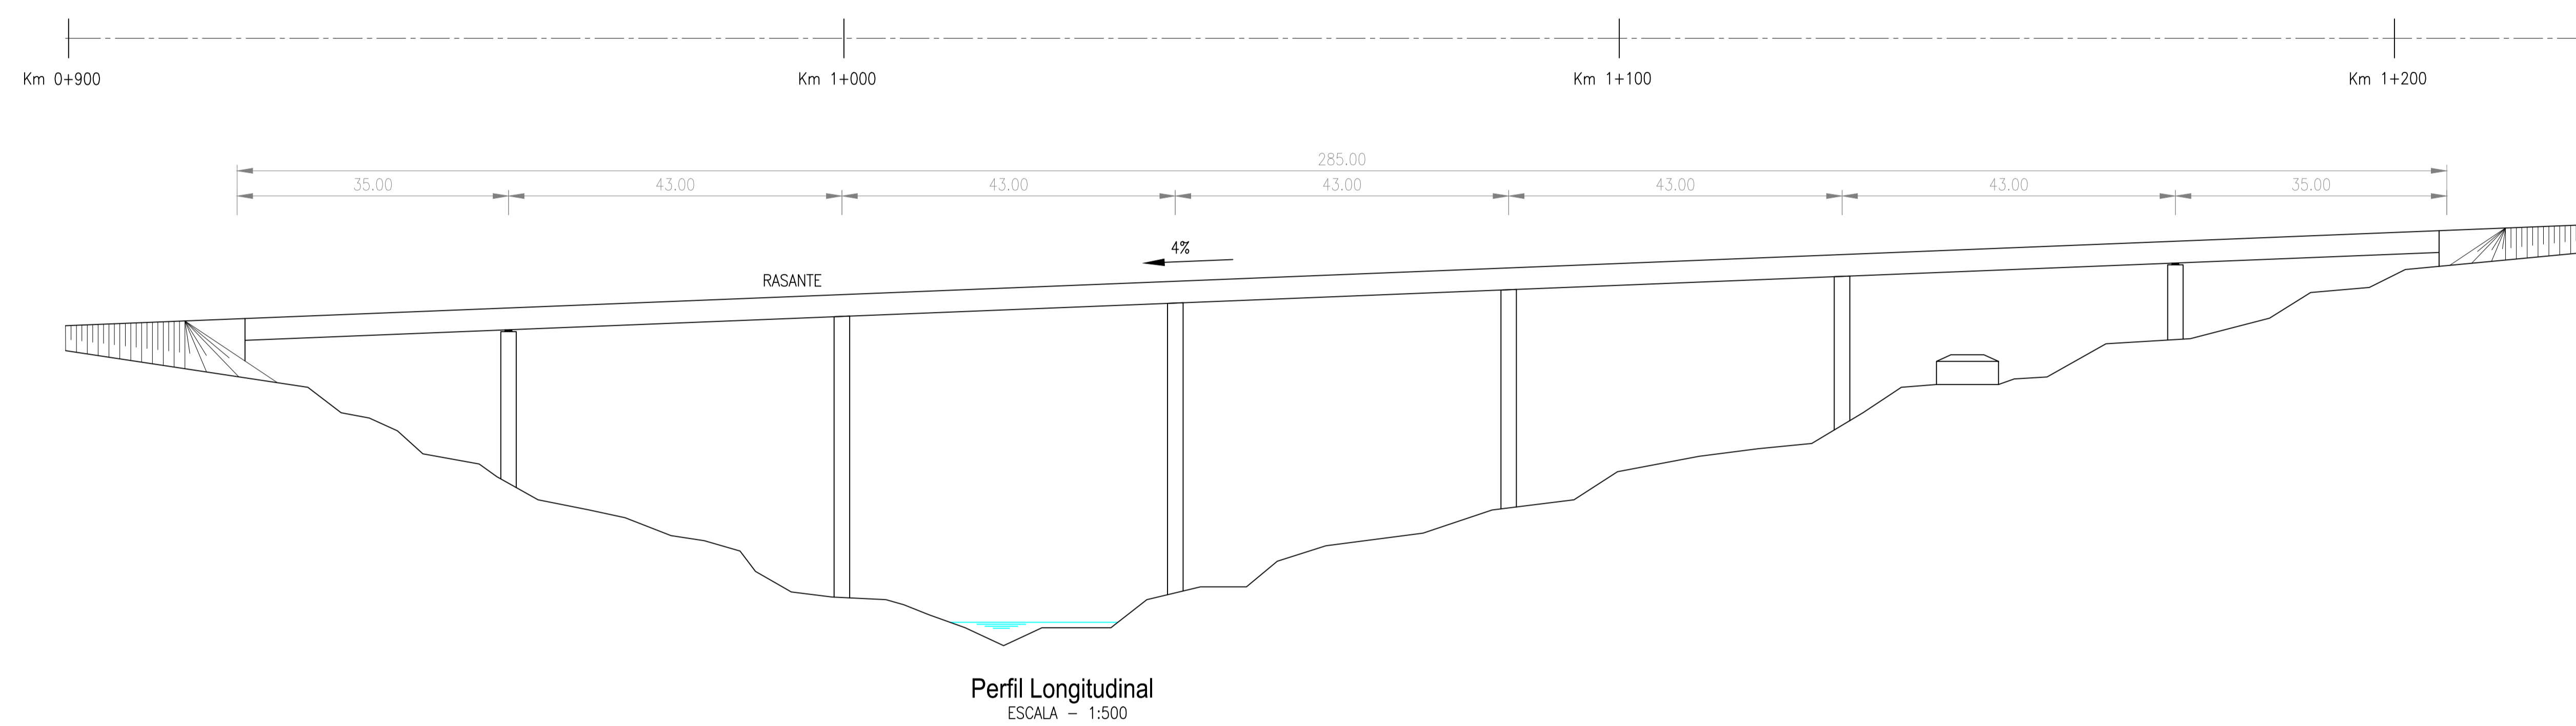 Km 0+900 Km 1+000 Km 1+100 Km 1+200
285.00
35.00 43.00 43.00 43.00 43.00 43.00 35.00
4%
RASANTE
Perfil Longitudinal
ESCALA - 1:500